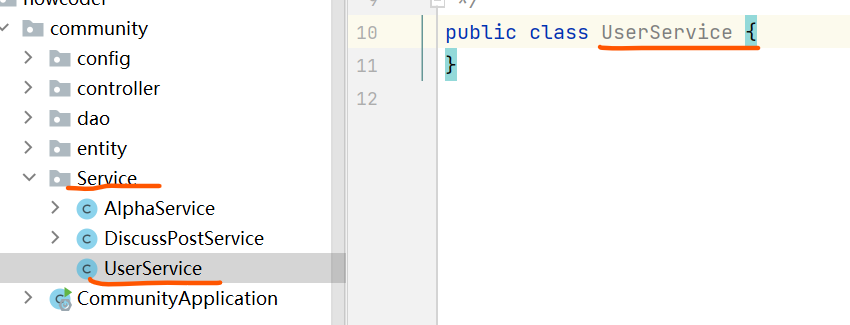 nowcoder
community
config
controller
dao
entity
Service
AlphaService
DiscussPostService
UserService
CommunityApplication
9 */
10 public class UserService {
11 }
12